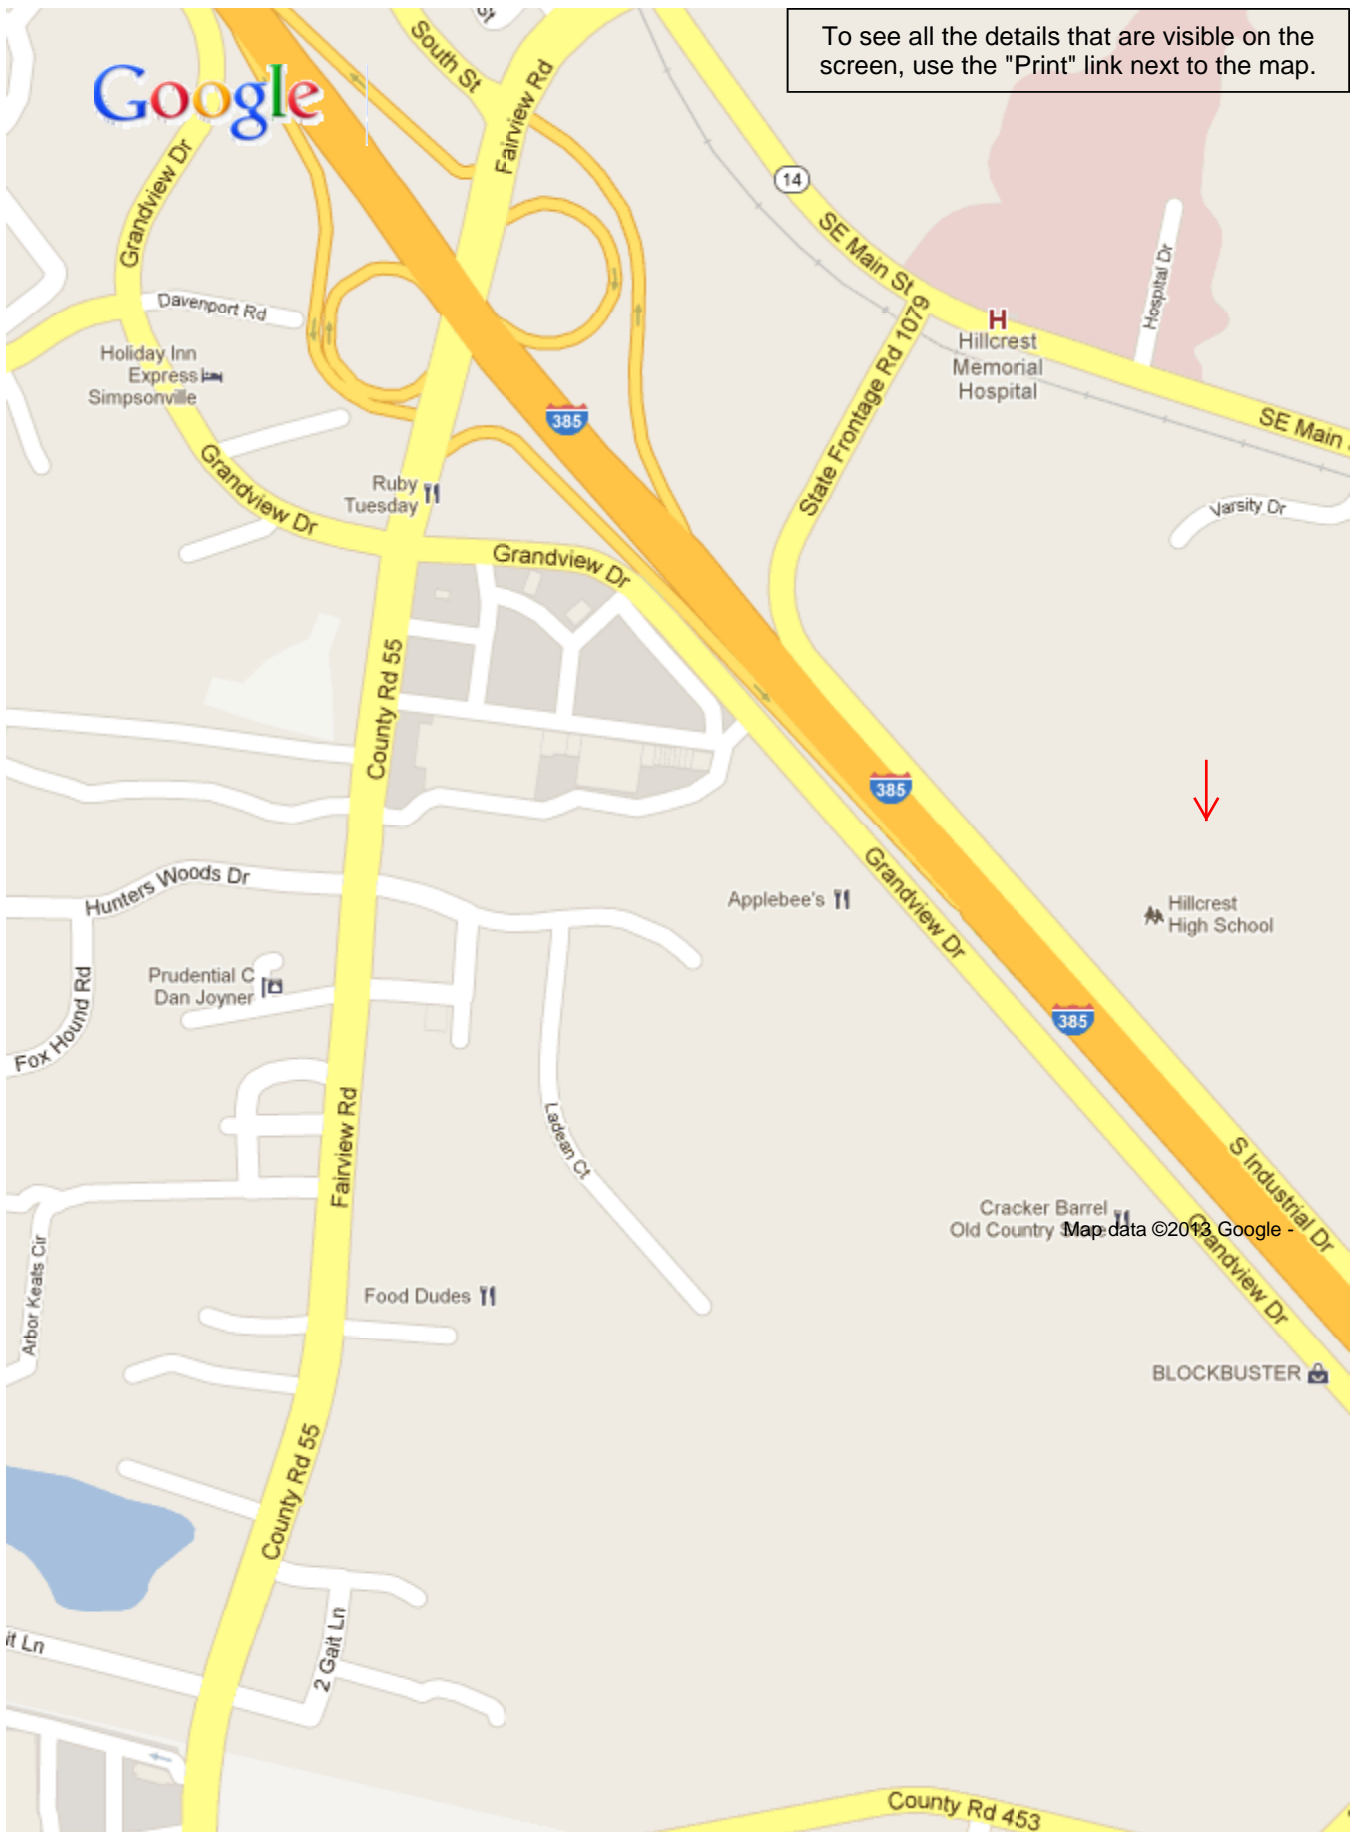 To see all the details that are visible on the
screen, use the "Print" link next to the map.
Google
South St
St
Fairview Rd
Grandview Dr
14
SE Main St
Hospital Dr
Davenport Rd
H
Hillcrest
Memorial
Hospital
State Frontage Rd 1079
Holiday Inn
Express
Simpsonville
385
SE Main
Grandview Dr
Ruby
Tuesday
Varsity Dr
Grandview Dr
County Rd 55
385
Hunters Woods Dr
Applebee's
Grandview Dr
Hillcrest
High School
Prudential C
Dan Joyner
Fox Hound Rd
385
Fairview Rd
Ladean Ct
S Industrial Dr
Cracker Barrel
Old Country Store
Map data ©2013 Google -
Grandview Dr
Arbor Keats Cir
Food Dudes
BLOCKBUSTER
County Rd 55
it Ln
2 Gait Ln
County Rd 453